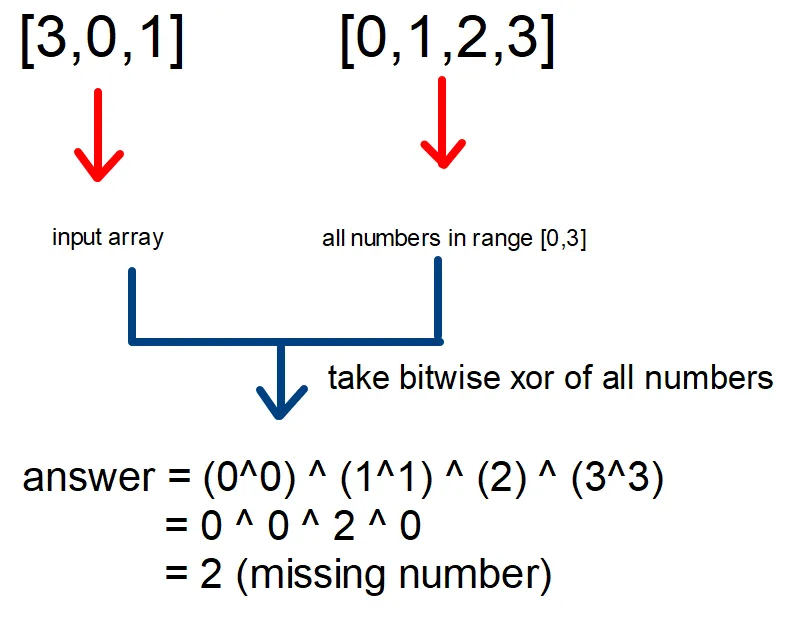 [3,0,1]
[0,1,2,3]
input array
all numbers in range [0,3]
take bitwise xor of all numbers
answer = (0^0) ^ (1^1) ^ (2) ^ (3^3)
= 0 ^ 0 ^ 2 ^ 0
= 2 (missing number)